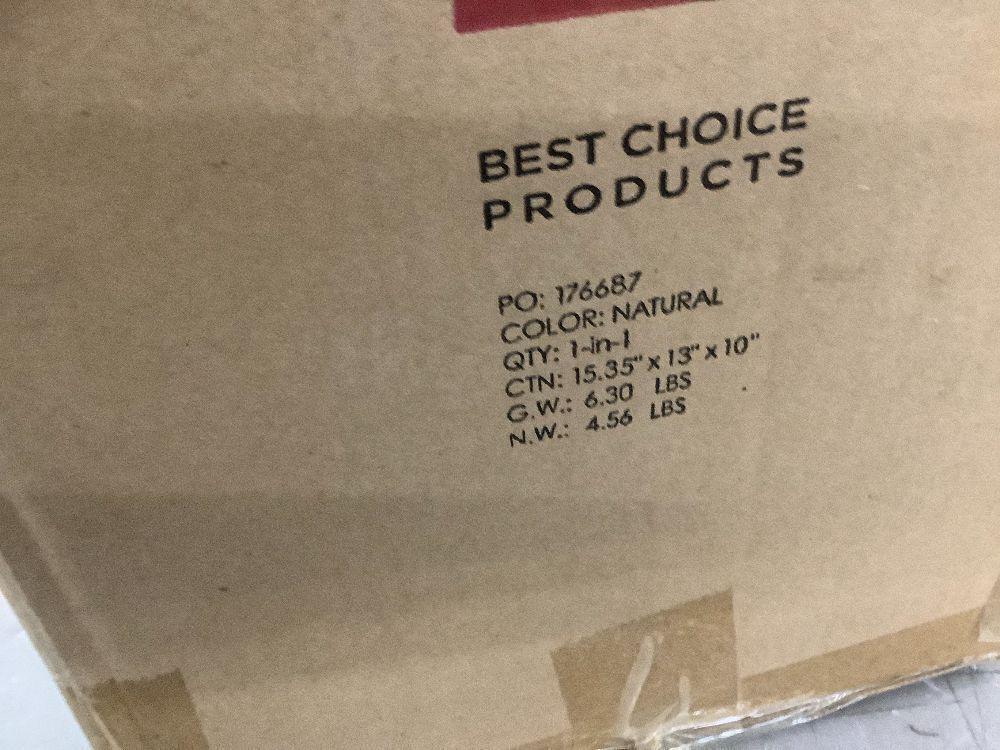 BEST CHOICE
PRODUCTS
PO: 176687
COLOR: NATURAL
QTY: 1-in-1
CTN: 15.35" x 13" x 10"
G.W.: 6.30 LBS
N.W.: 4.56 LBS